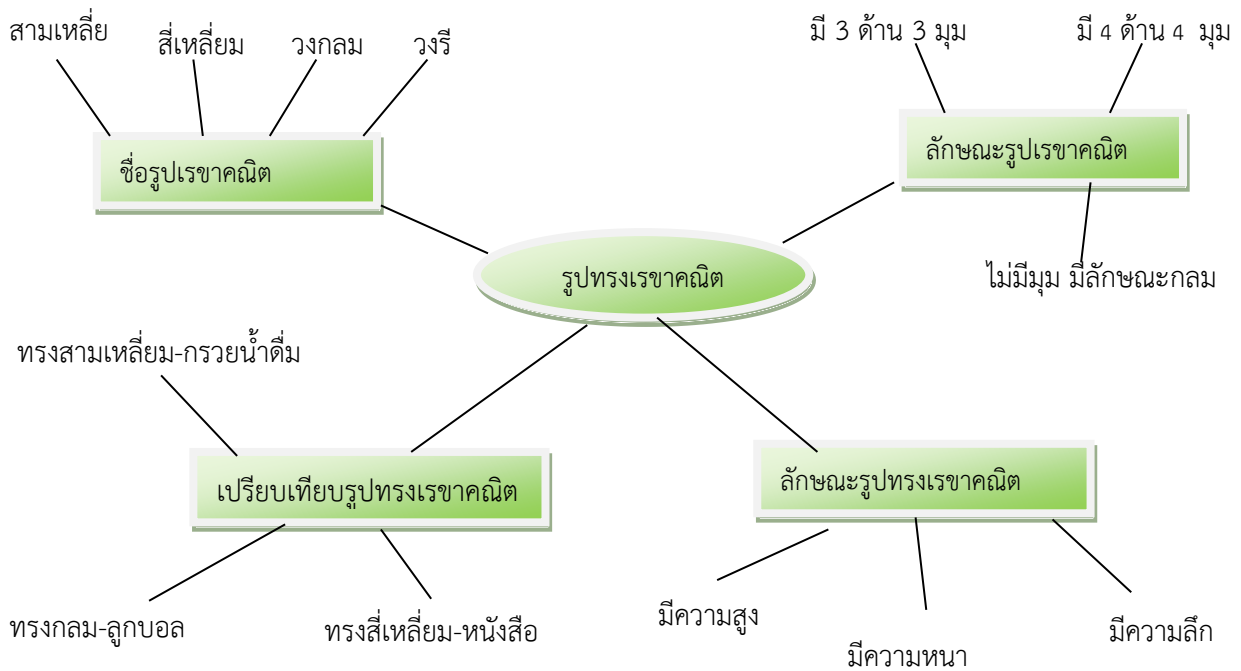 สามเหลี่ย
สี่เหลี่ยม
วงกลม
วงรี
ชื่อรูปเรขาคณิต
มี 3 ด้าน 3 มุม
มี 4 ด้าน 4 มุม
ลักษณะรูปเรขาคณิต
ไม่มีมุม มีลักษณะกลม
รูปทรงเรขาคณิต
ทรงสามเหลี่ยม-กรวยน้ำดื่ม
เปรียบเทียบรูปทรงเรขาคณิต
ทรงกลม-ลูกบอล
ทรงสี่เหลี่ยม-หนังสือ
ลักษณะรูปทรงเรขาคณิต
มีความสูง
มีความหนา
มีความลึก